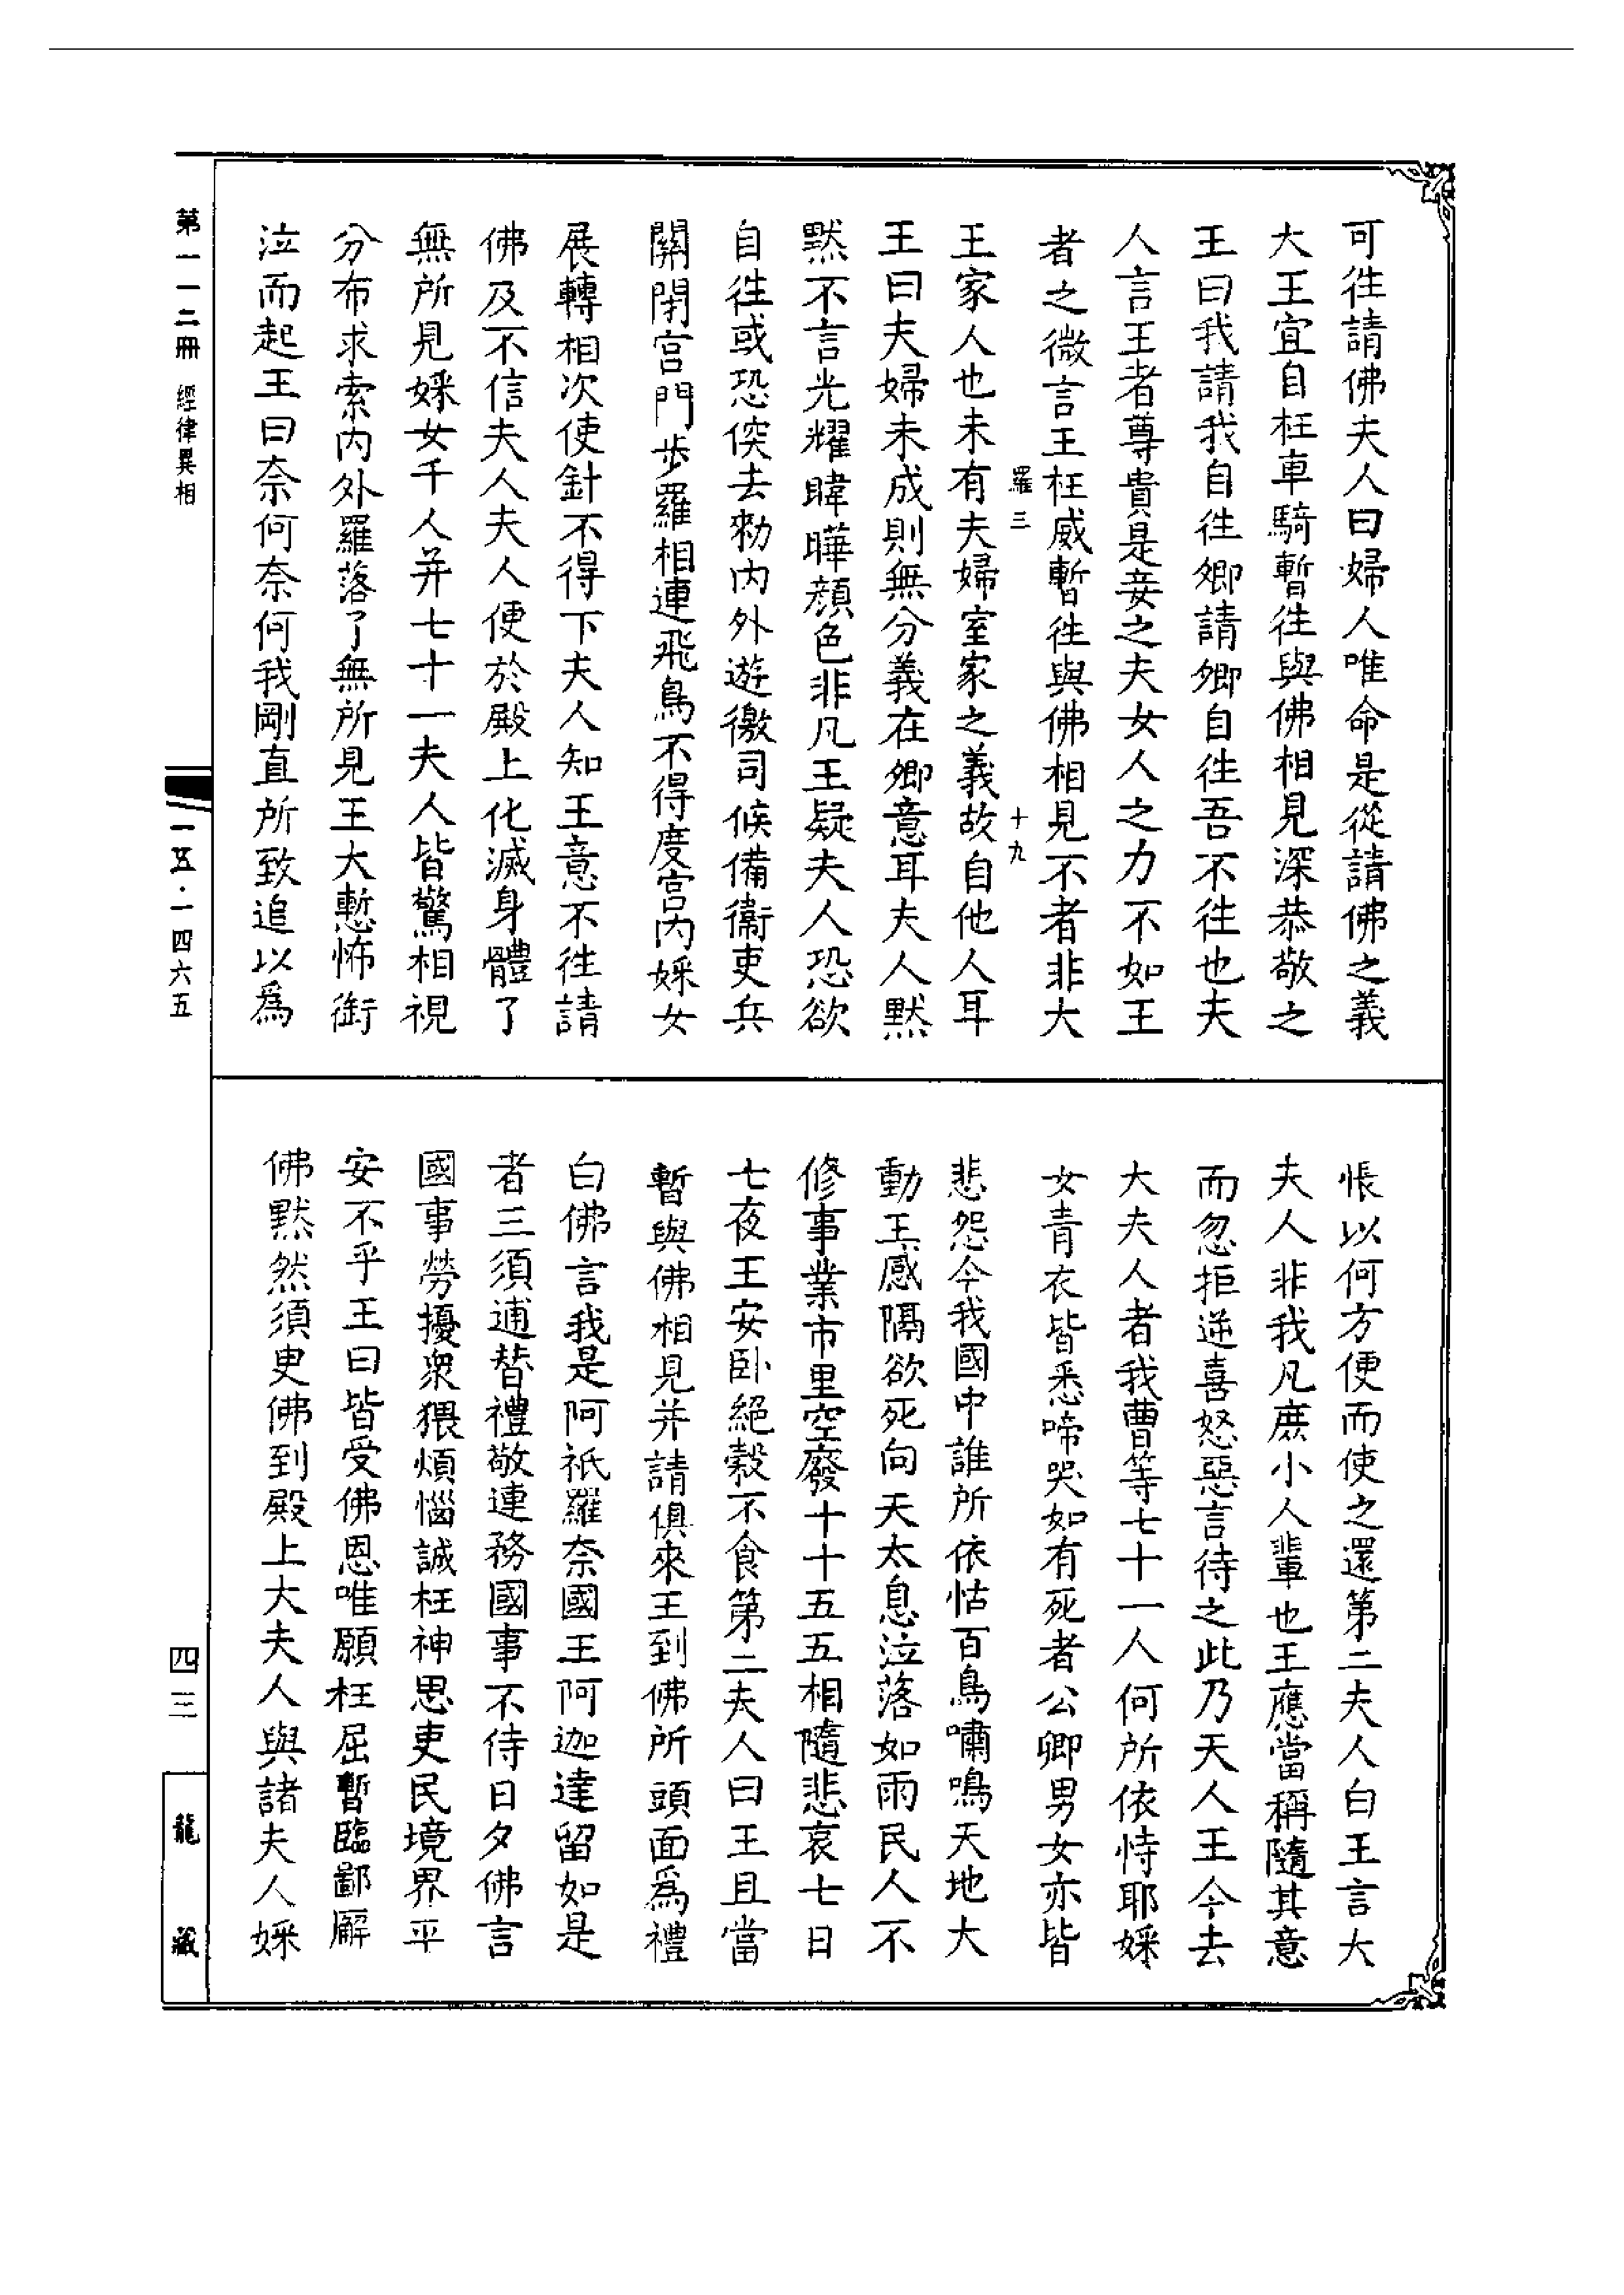 可往請佛夫人曰婦人唯命是從請佛之義
大王宜自枉車騎暫往與佛相見深恭敬之
王曰我請我自往卿請卿自往吾不往也夫
人言王者尊貴是妾之夫女人之力不如王
者之微言王枉威暫往與佛相見不者非大
羅三 十九
王家人也未有夫婦室家之義故自他人耳
王曰夫婦未成則無分義在卿意耳夫人黙
黙不言光耀暐曄顔色非凡王疑夫人恐欲
自往或恐倐去勑内外遊徼司候備衞吏兵
關閉宫門步羅相連飛鳥不得度宫内婇女
展轉相次使針不得下夫人知王意不往請
佛及不信夫人夫人便於殿上化滅身體了
無所見婇女千人并七十一夫人皆驚相視
分布求索内外羅落了無所見王大慙怖銜
泣而起王曰奈何奈何我剛直所致追以爲
悵以何方便而使之還第二夫人白王言大
夫人非我凡庶小人輩也王應當稱隨其意
而忽拒逆喜怒惡言待之此乃天人王今去
大夫人者我曹等七十一人何所依恃耶婇
女青衣皆悉啼哭如有死者公卿男女亦皆
悲怨今我國中誰所依怙百鳥嘯鳴天地大
動王感隔欲死向天太息泣落如雨民人不
修事業市里空廢十十五五相隨悲哀七日
七夜王安卧絕穀不食第二夫人曰王且當
暫與佛相見并請俱來王到佛所頭面爲禮
白佛言我是阿祇羅奈國王阿迦達留如是
者三須逋替禮敬連務國事不待日夕佛言
國事勞擾衆猥煩惱誠枉神思吏民境界平
安不乎王曰皆受佛恩唯願枉屈暫臨鄙廨
佛黙然須臾佛到殿上大夫人與諸夫人婇
第一一二冊 經律異相
一五·一四六五
四三
龍藏